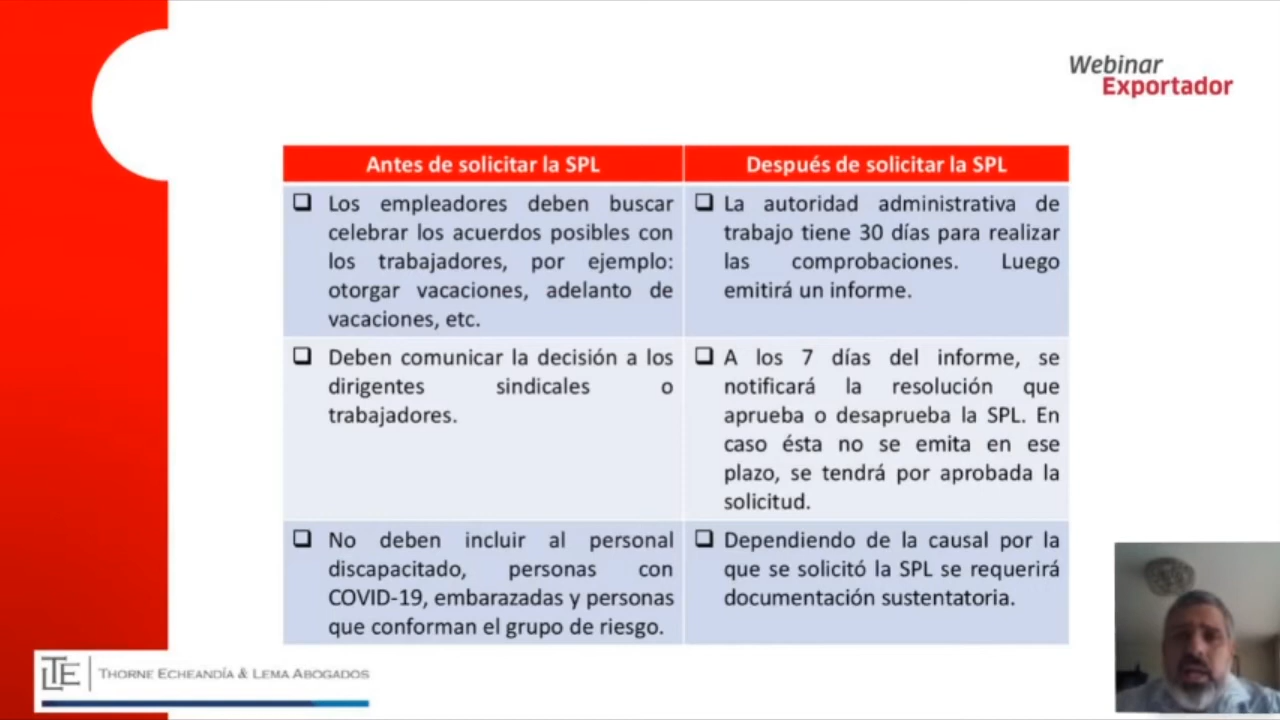 Webinar
Exportador
Antes de solicitar la SPL
Después de solicitar la SPL
Los empleadores deben buscar
celebrar los acuerdos posibles con
los trabajadores, por ejemplo:
otorgar vacaciones, adelanto de
vacaciones, etc.
La autoridad administrativa de
trabajo tiene 30 días para realizar
las comprobaciones. Luego
emitirá un informe.
Deben comunicar la decisión a los
dirigentes sindicales o
trabajadores.
A los 7 días del informe, se
notificará la resolución que
aprueba o desaprueba la SPL. En
caso ésta no se emita en ese
plazo, se tendrá por aprobada la
solicitud.
No deben incluir al personal
discapacitado, personas con
COVID-19, embarazadas y personas
que conforman el grupo de riesgo.
Dependiendo de la causal por la
que se solicitó la SPL se requerirá
documentación sustentatoria.
LTE THORNE ECHEANDÍA & LEMA ABOGADOS